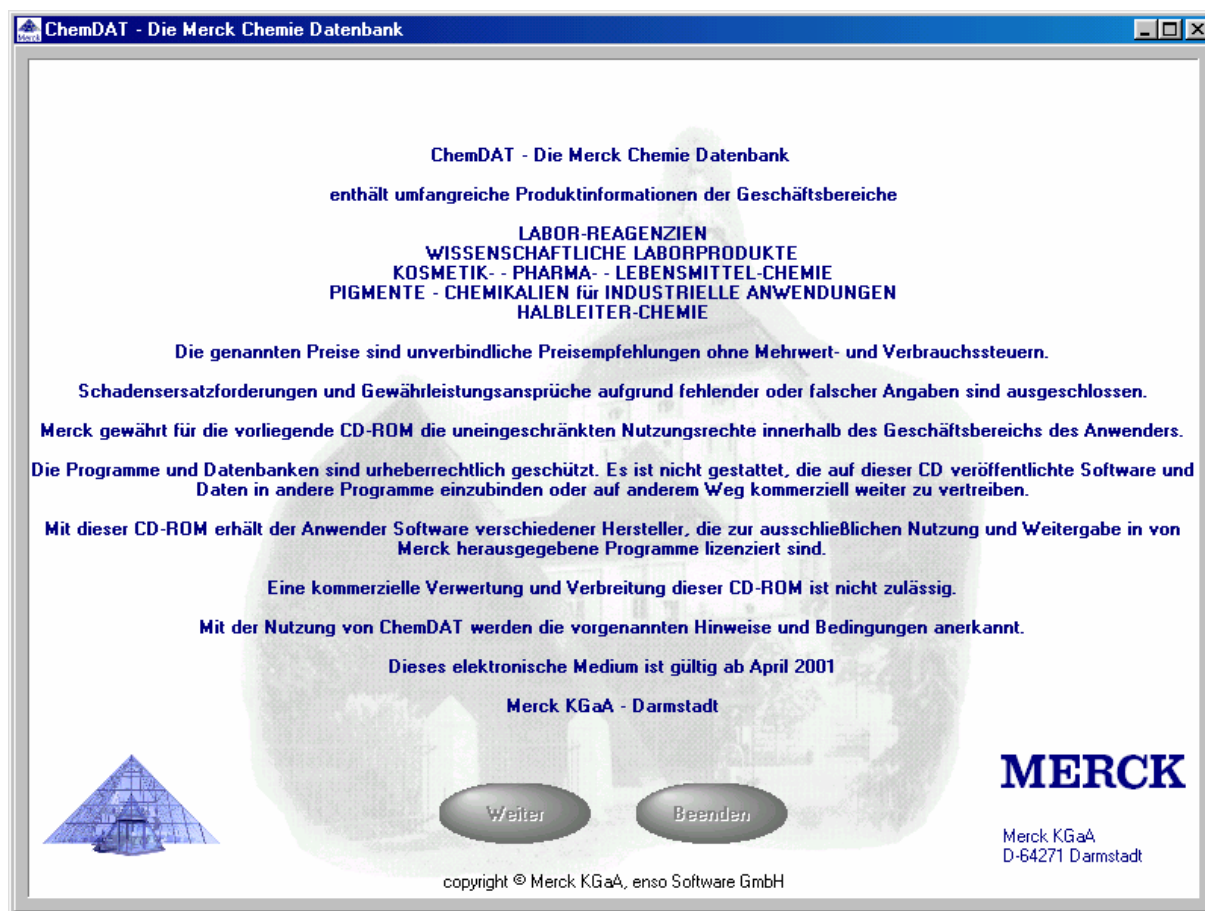 ChemDAT - Die Merck Chemie Datenbank
ChemDAT - Die Merck Chemie Datenbank
enthält umfangreiche Produktinformationen der Geschäftsbereiche
LABOR-REAGENZIEN
WISSENSCHAFTLICHE LABORPRODUKTE
KOSMETIK- - PHARMA- - LEBENSMITTEL-CHEMIE
PIGMENTE - CHEMIKALIEN für INDUSTRIELLE ANWENDUNGEN
HALBLEITER-CHEMIE
Die genannten Preise sind unverbindliche Preisempfehlungen ohne Mehrwert- und Verbrauchssteuern.
Schadensersatzforderungen und Gewährleistungsansprüche aufgrund fehlender oder falscher Angaben sind ausgeschlossen.
Merck gewährt für die vorliegende CD-ROM die uneingeschränkten Nutzungsrechte innerhalb des Geschäftsbereichs des Anwenders.
Die Programme und Datenbanken sind urheberrechtlich geschützt. Es ist nicht gestattet, die auf dieser CD veröffentlichte Software und
Daten in andere Programme einzubinden oder auf anderem Weg kommerziell weiter zu vertreiben.
Mit dieser CD-ROM erhält der Anwender Software verschiedener Hersteller, die zur ausschließlichen Nutzung und Weitergabe in von
Merck herausgegebene Programme lizenziert sind.
Eine kommerzielle Verwertung und Verbreitung dieser CD-ROM ist nicht zulässig.
Mit der Nutzung von ChemDAT werden die vorgenannten Hinweise und Bedingungen anerkannt.
Dieses elektronische Medium ist gültig ab April 2001
Merck KGaA - Darmstadt
MERCK
Weiter
Beenden
Merck KGaA
D-64271 Darmstadt
copyright © Merck KGaA, enso Software GmbH